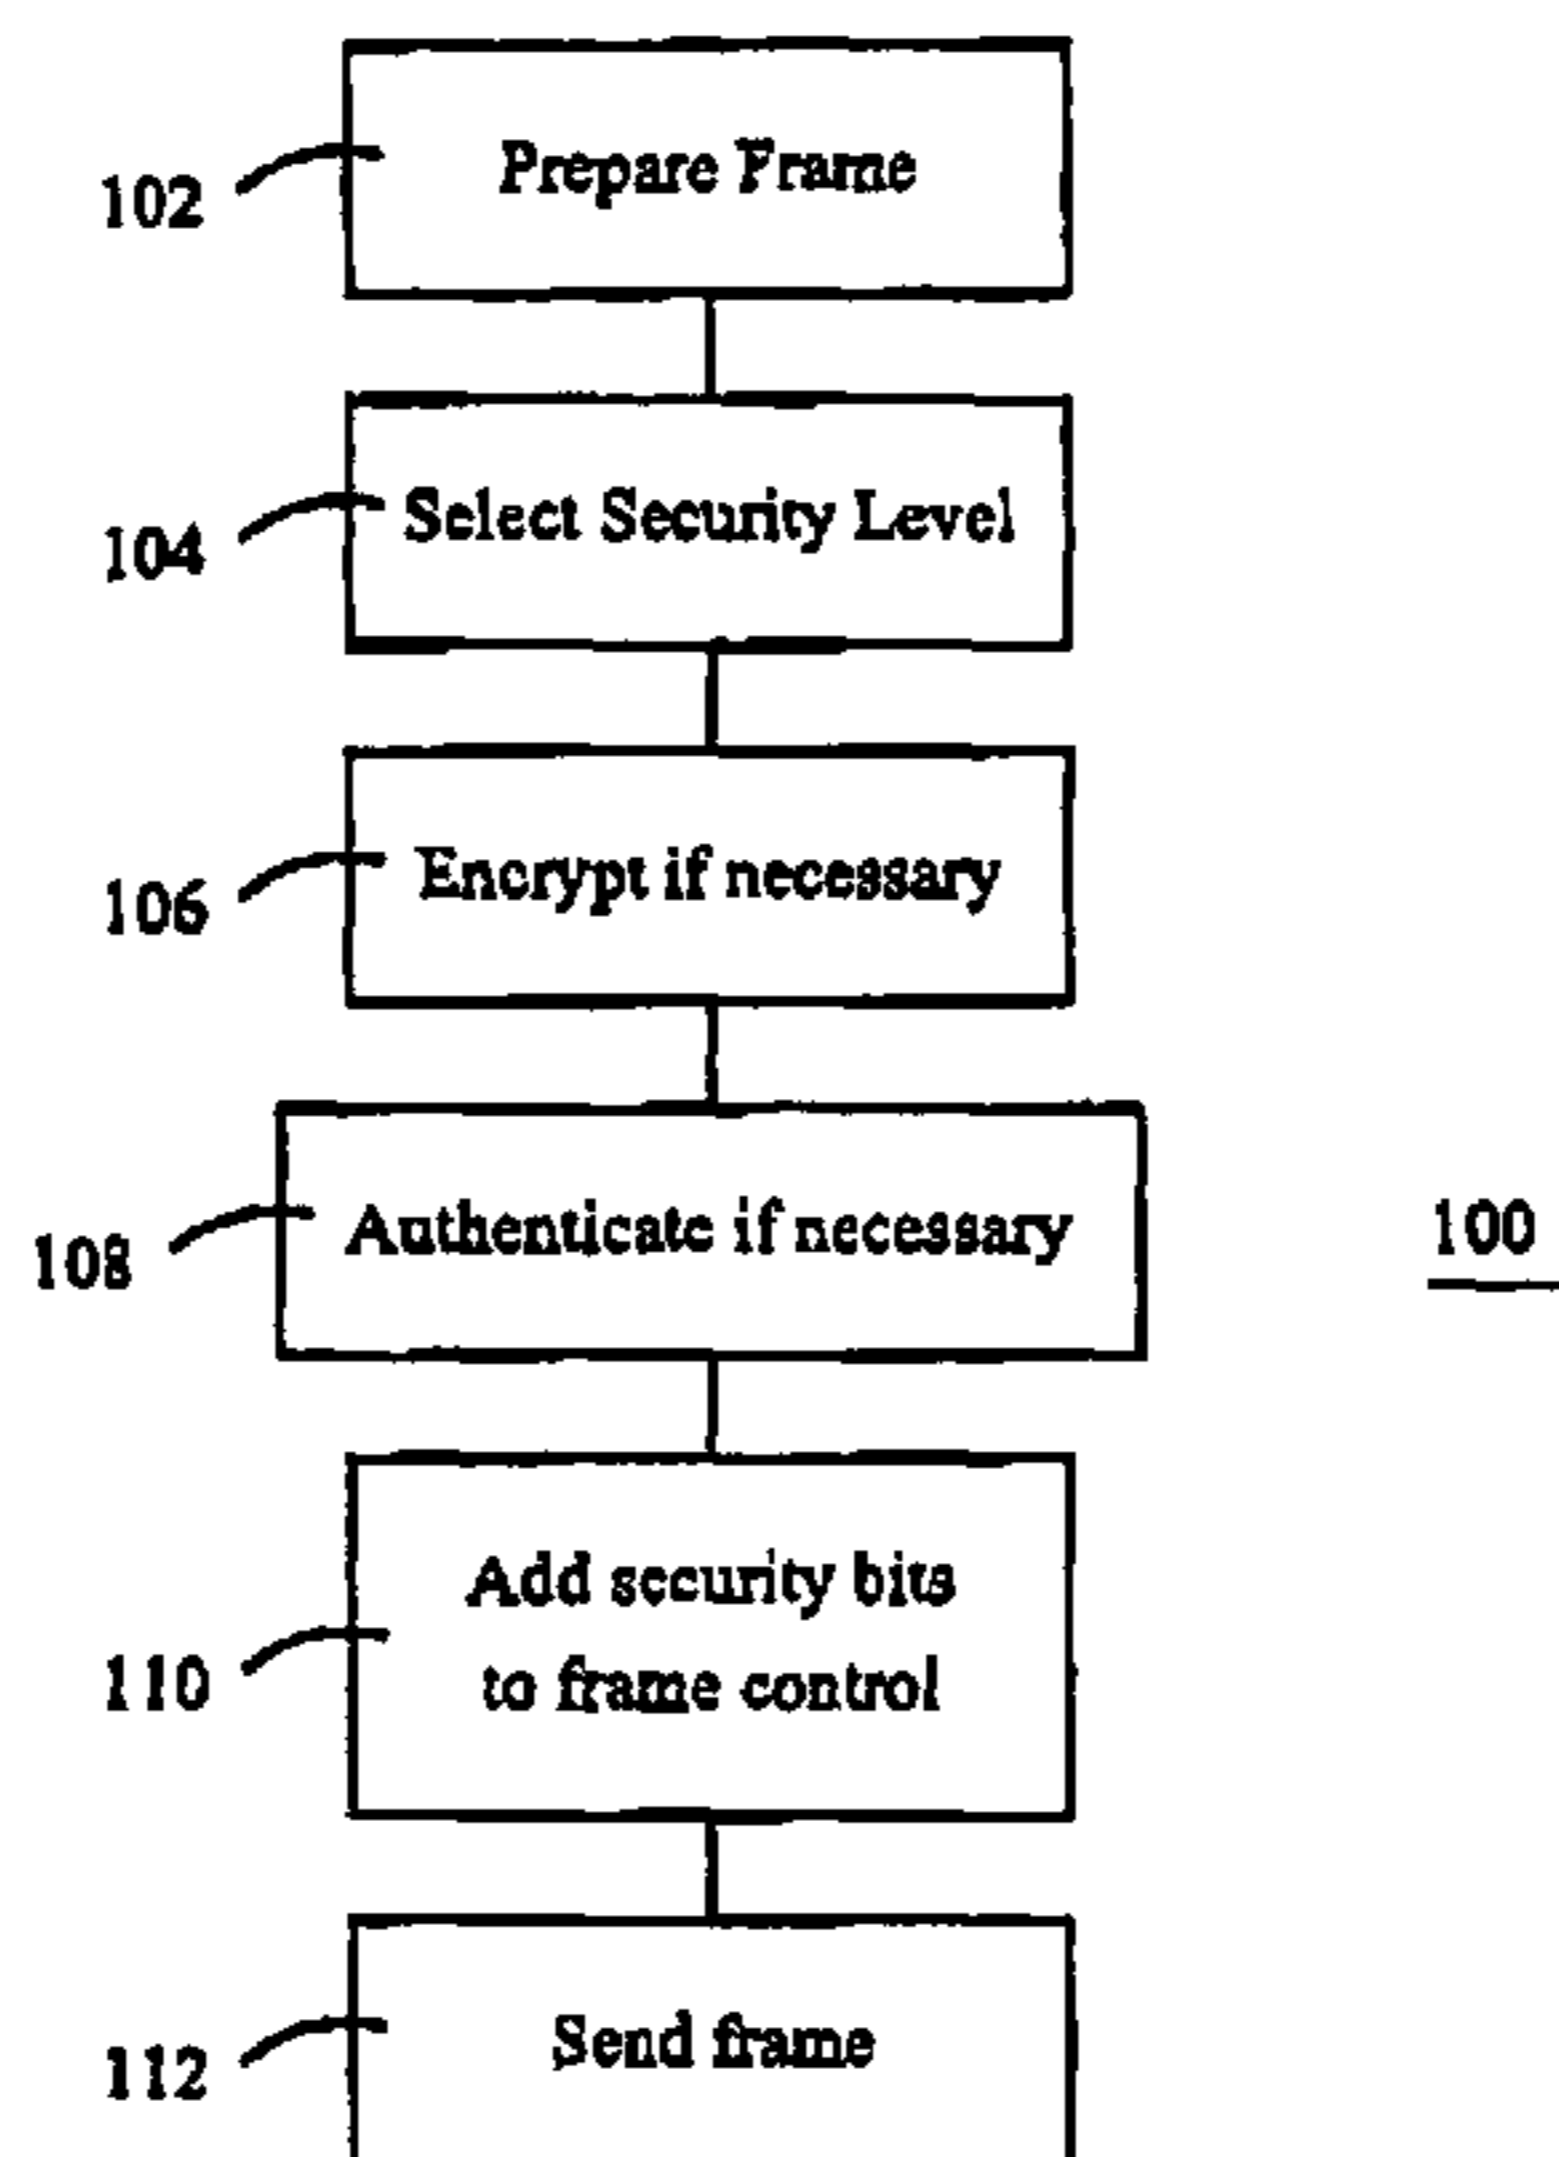 Prepare Frame
102
Select Security Level
104
Encrypt if necessary
106
Authenticate if necessary
108
100
Add security bits
to frame control
110
Send frame
112